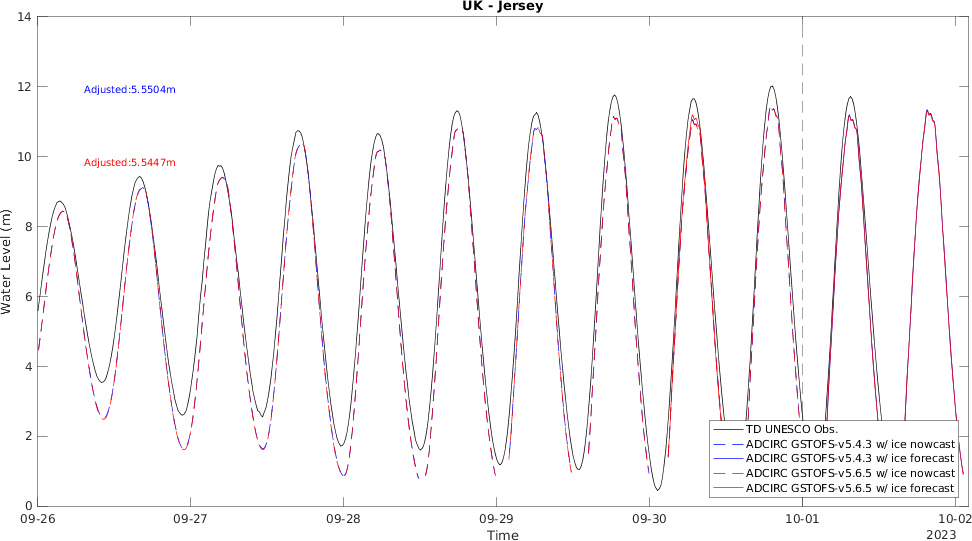 UK - Jersey
14
12
10
8
6
4
2
0
Water Level (m)
Adjusted:5.5504m
Adjusted:5.5447m
TD UNESCO Obs.
ADCIRC GSTOFS-v5.4.3 w/ ice nowcast
ADCIRC GSTOFS-v5.4.3 w/ ice forecast
ADCIRC GSTOFS-v5.6.5 w/ ice nowcast
ADCIRC GSTOFS-v5.6.5 w/ ice forecast
09-26 09-27 09-28 09-29 09-30 10-01 10-02
Time
2023